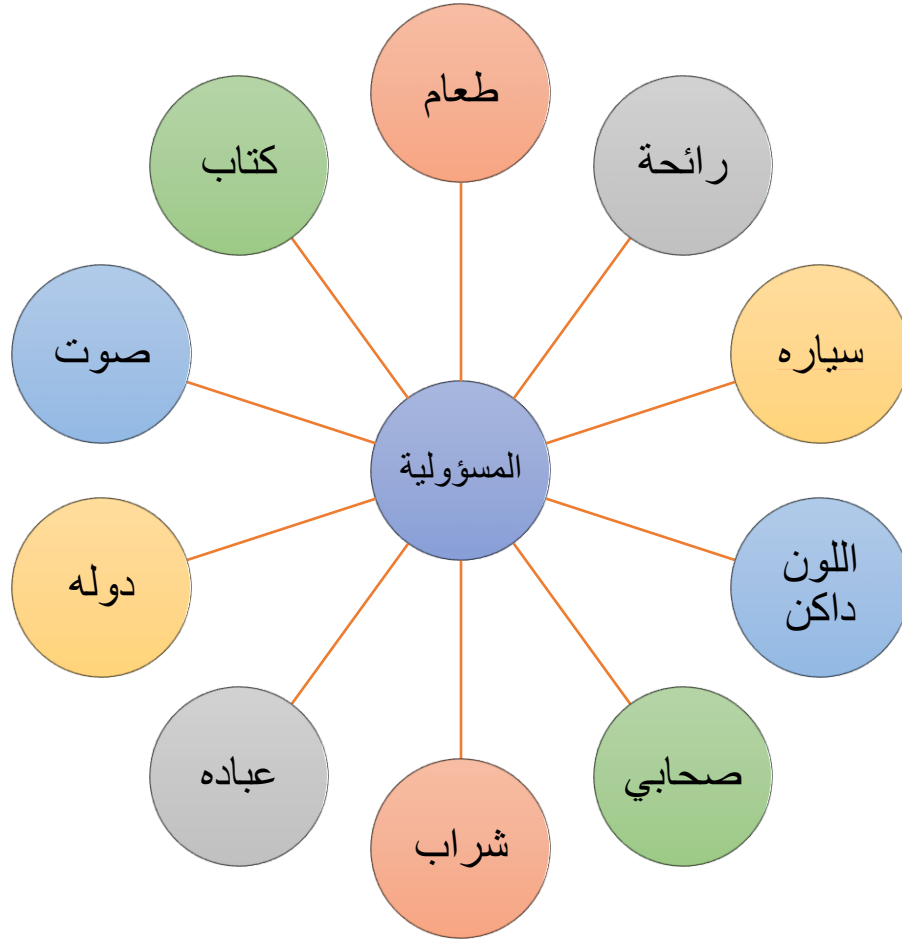 طعام
رائحة
كتاب
سياره
صوت
المسؤولية
اللون
داكن
دوله
صحابي
عباده
شراب